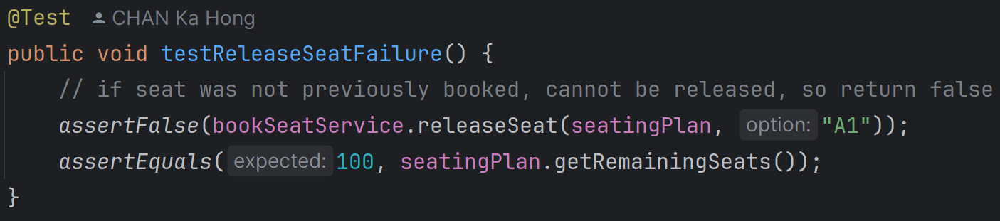 @Test CHAN Ka Hong
public void testReleaseSeatFailure() {
// if seat was not previously booked, cannot be released, so return false
assertFalse(bookSeatService.releaseSeat(seatingPlan, option: "A1"));
assertEquals( expected: 100, seatingPlan.getRemainingSeats());
}